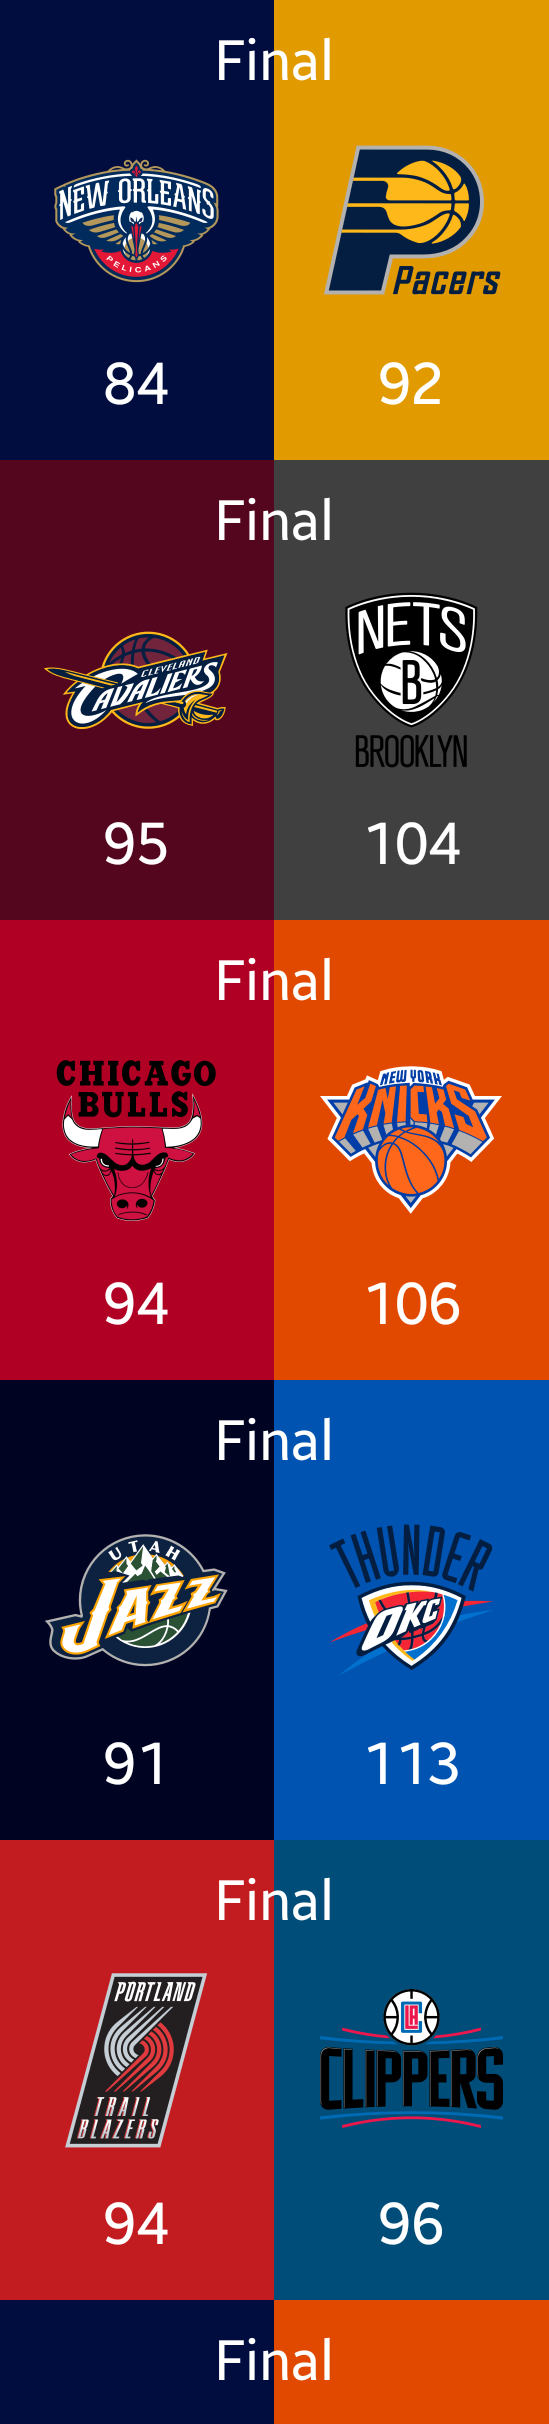 Final
NEW ORLEANS
PELICANS
Pacers
84
92
Final
CLEVELAND
CAVALIERS
NETS
B
BROOKLYN
95
104
Final
CHICAGO
BULLS
NEW YORK
KNICKS
94
106
Final
UTAH
JAZZ
THUNDER
OKC
91
113
Final
PORTLAND
TRAIL
BLAZERS
LA
CLIPPERS
94
96
Final